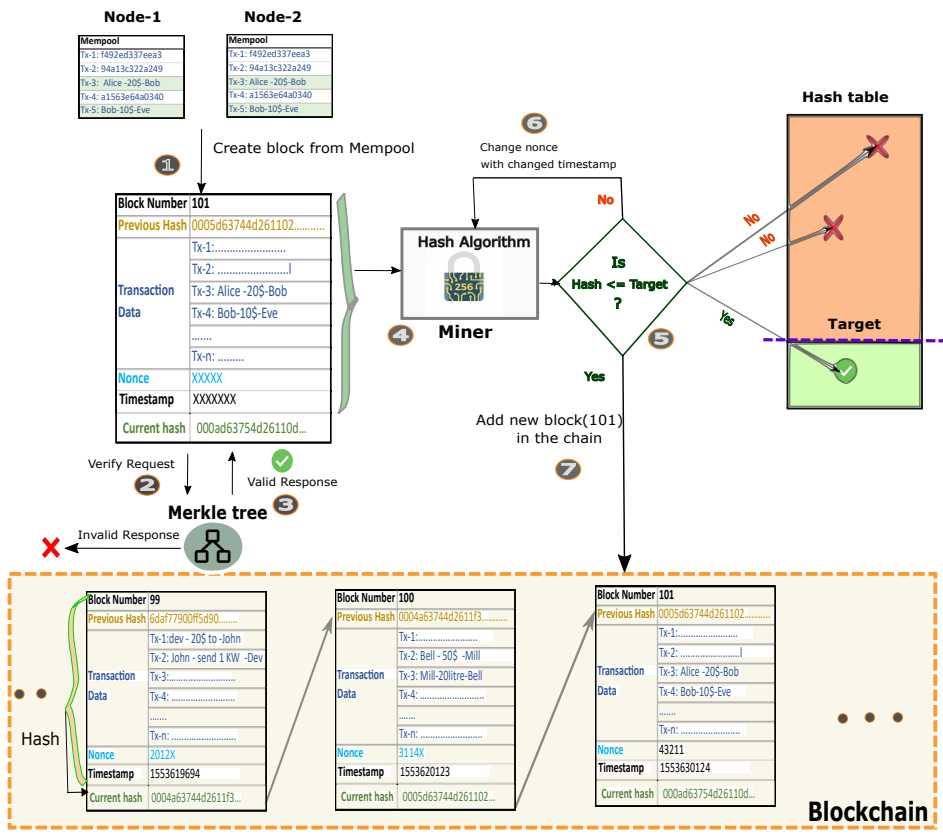 Node-1
Node-2
Mempool
Tx-1: f492ed337eea3
Tx-2: 94a13c322a249
Tx-3: Alice -20$-Bob
Tx-4: a1563e64a0340
Tx-5: Bob-10$-Eve
Mempool
Tx-1: f492ed337eea3
Tx-2: 94a13c322a249
Tx-3: Alice -20$-Bob
Tx-4: a1563e64a0340
Tx-5: Bob-10$-Eve
1
Create block from Mempool
Block Number 101
Previous Hash 0005d63744d261102..........
Transaction
Data
Tx-1:......................
Tx-2: .......................l
Tx-3: Alice -20$-Bob
Tx-4: Bob-10$-Eve
.......
Tx-n: .........
Nonce XXXXX
Timestamp XXXXXXX
Current hash 000ad63754d26110d...
Verify Request
2
Valid Response
3
Merkle tree
Invalid Response
4
Hash Algorithm
256
Miner
6
Change nonce
with changed timestamp
No
Is
Hash <= Target
?
5
Yes
Add new block(101)
in the chain
7
Hash table
No
No
Yes
Target
Hash
Block Number 99
Previous Hash 6daf77900ff5d90........
Transaction
Data
Tx-1:dev - 20$ to -John
Tx-2: John - send 1 KW -Dev
Tx-3:.........................
Tx-4: ........................
.......
Tx-n: .........................
Nonce 2012X
Timestamp 1553619694
Current hash 0004a63744d2611f3...
Block Number 100
Previous Hash 0004a63744d2611f3..........
Transaction
Data
Tx-1:.......................
Tx-2: Bell - 50$ -Mill
Tx-3: Mill-20litre-Bell
Tx-4: ........................
.......
Tx-n: .......................
Nonce 3114X
Timestamp 1553620123
Current hash 0005d63744d261102...
Block Number 101
Previous Hash 0005d63744d261102..........
Transaction
Data
Tx-1:......................
Tx-2: .......................l
Tx-3: Alice -20$-Bob
Tx-4: Bob-10$-Eve
.......
Tx-n: ......................
Nonce 43211
Timestamp 1553630124
Current hash 000ad63754d26110d...
Blockchain